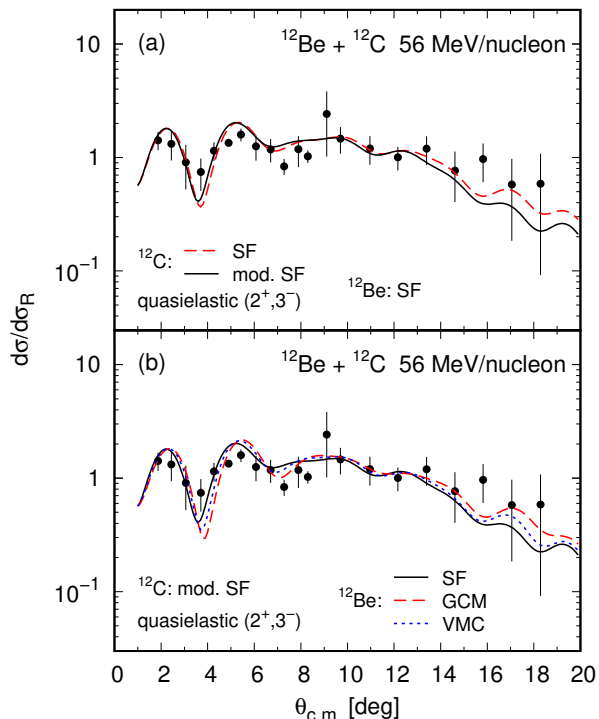 10
1
10⁻¹
(a)
¹²Be + ¹²C 56 MeV/nucleon
¹²C:
SF
mod. SF
quasielastic (2⁺,3⁻)
¹²Be: SF
dσ/dσ_R
10
1
10⁻¹
(b)
¹²Be + ¹²C 56 MeV/nucleon
¹²C: mod. SF
quasielastic (2⁺,3⁻)
¹²Be:
SF
GCM
VMC
0 2 4 6 8 10 12 14 16 18 20
θ_c.m. [deg]